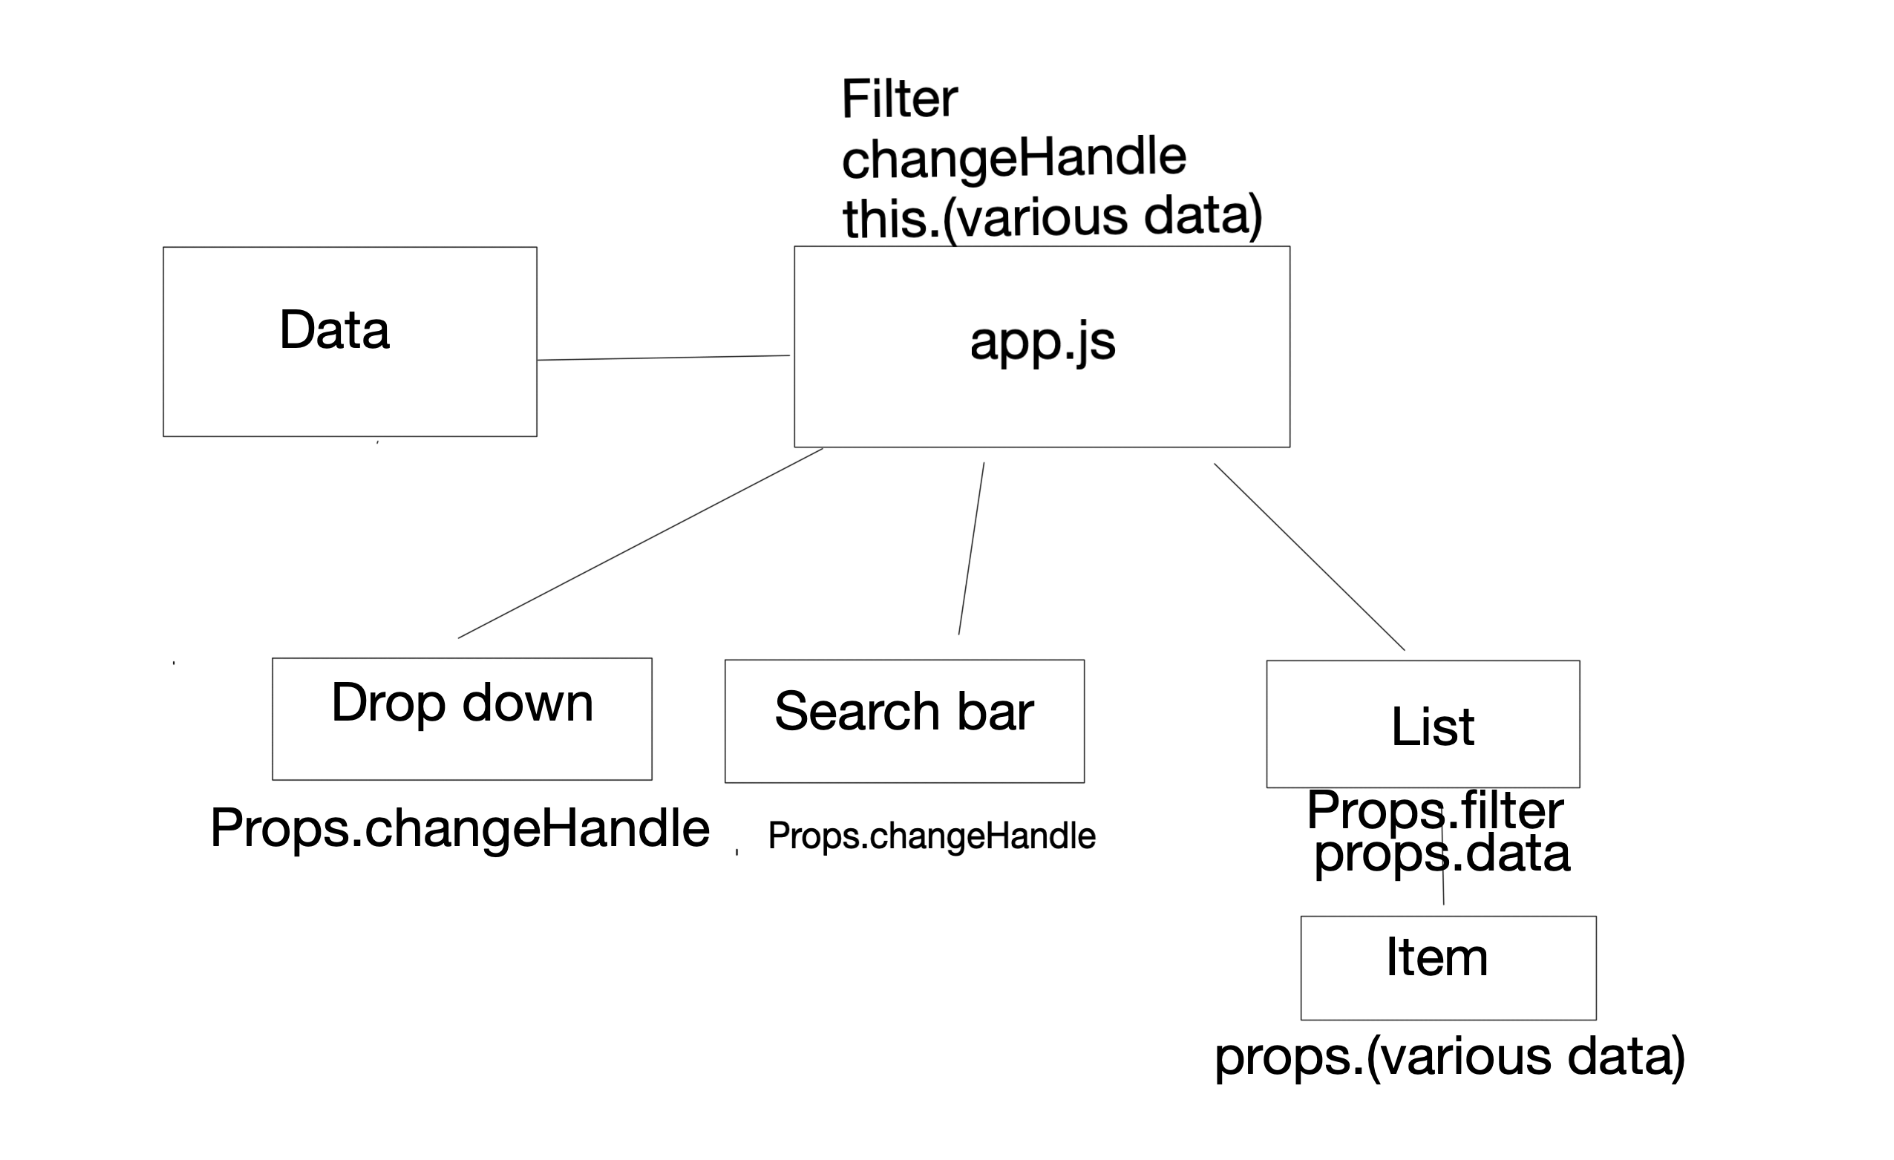 Filter
changeHandle
this.(various data)
Data
app.js
Drop down
Search bar
List
Props.changeHandle
Props.changeHandle
Props.filter
props.data
Item
props.(various data)